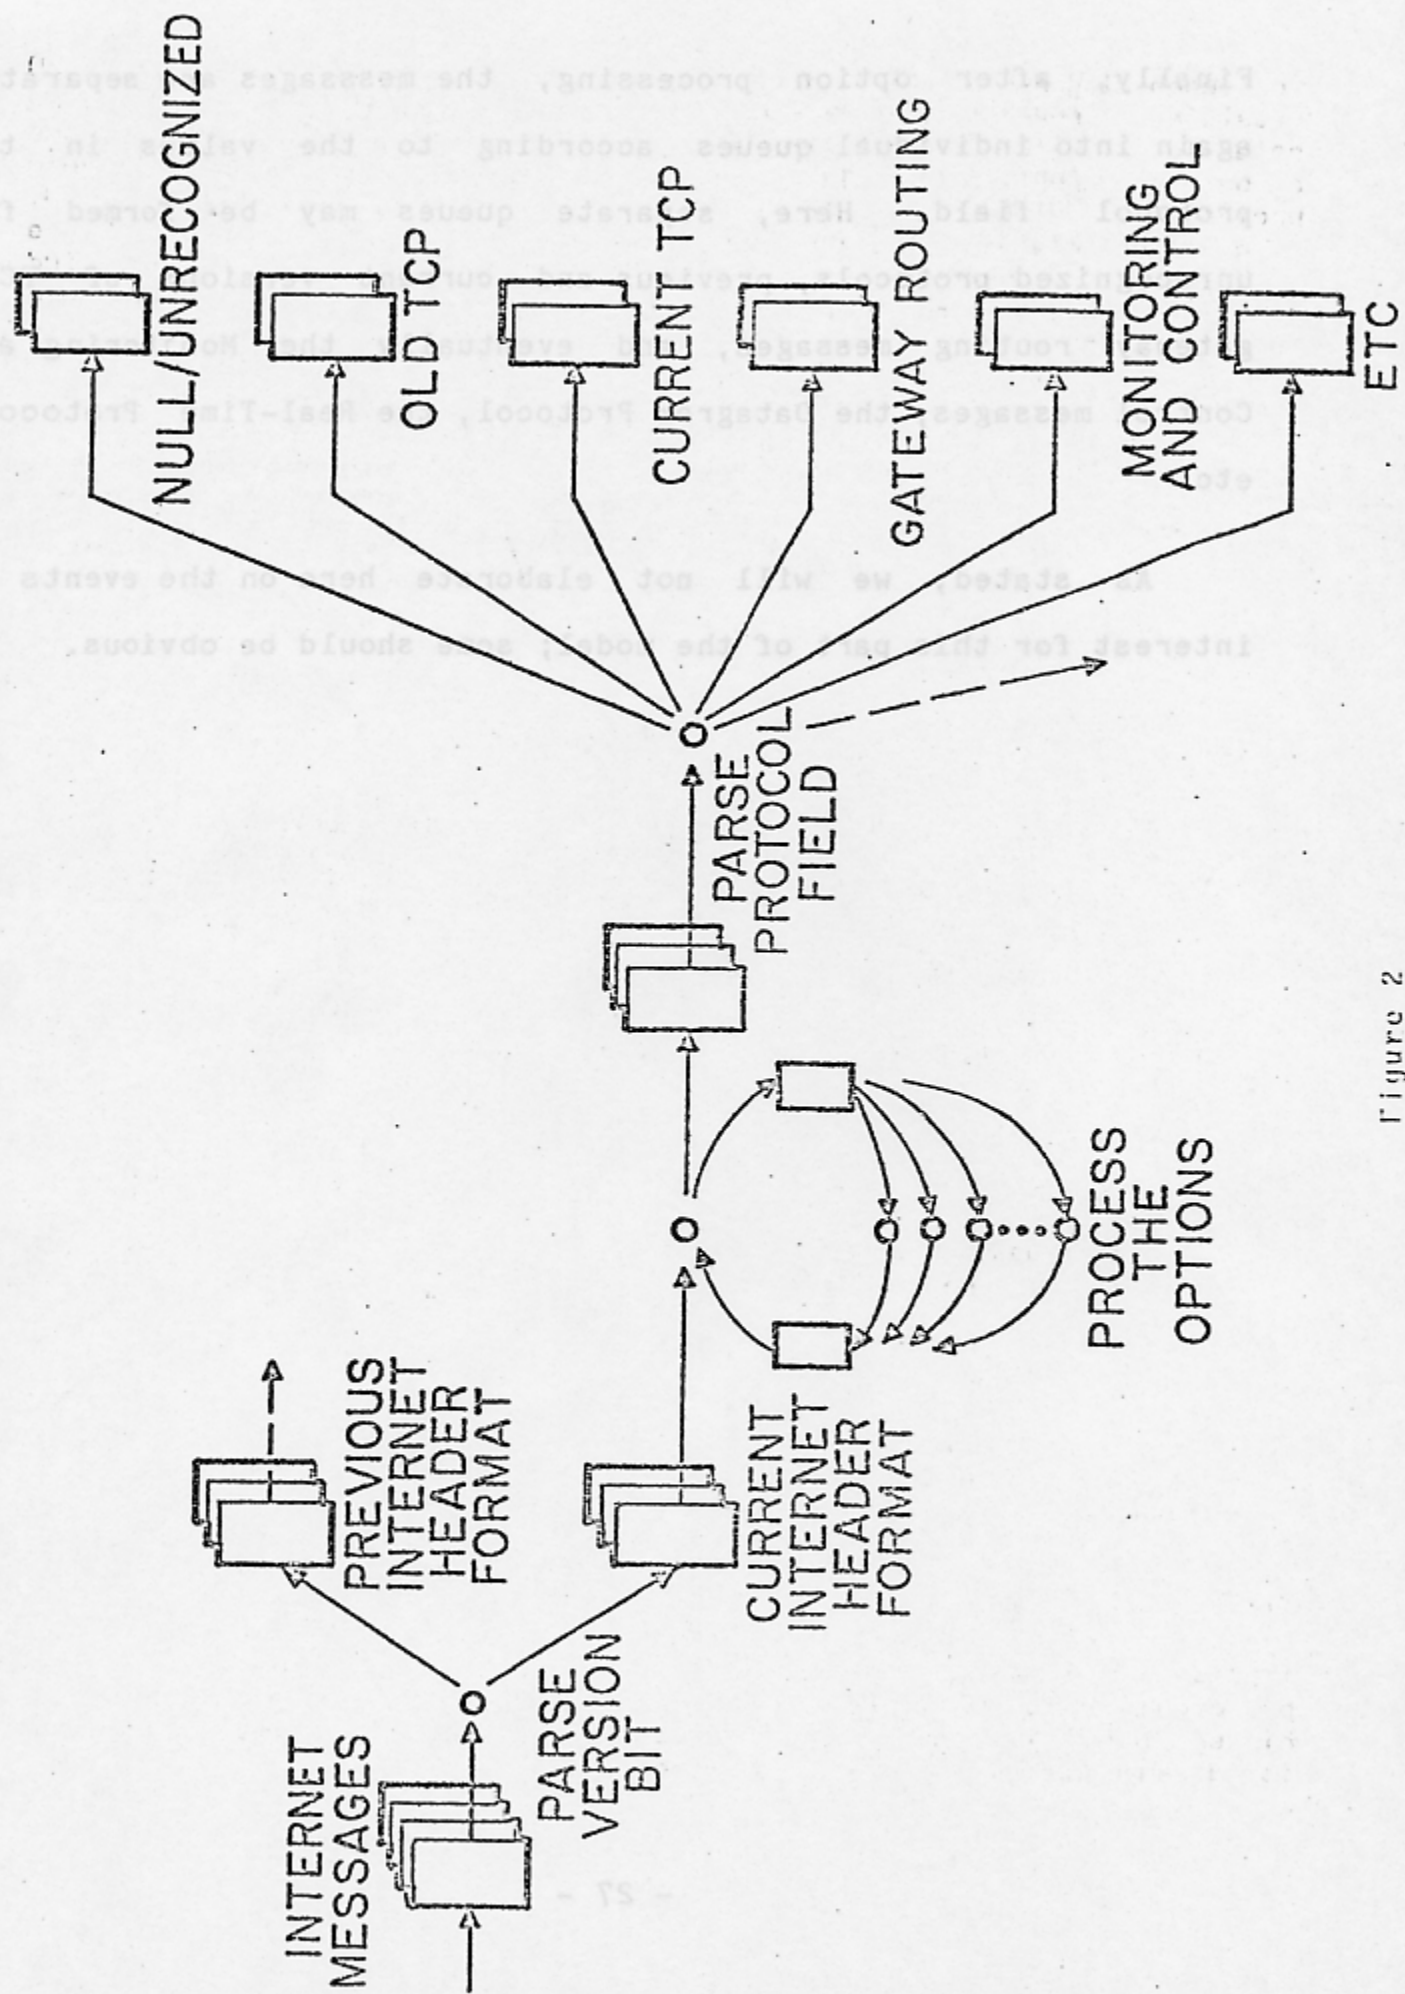 INTERNET
MESSAGES
PARSE
VERSION
BIT
PREVIOUS
INTERNET
HEADER
FORMAT
CURRENT
INTERNET
HEADER
FORMAT
PROCESS
THE
OPTIONS
PARSE
PROTOCOL
FIELD
NULL/UNRECOGNIZED
OLD TCP
CURRENT TCP
GATEWAY ROUTING
MONITORING
AND CONTROL
ETC
Figure 2
Finally, after option processing, the messsages are
again into individual queues according to the values in
protocol field. Here, separate queues may be formed
unrecognized protocols, previous and current versions of
gateway routing messages, and eventually the Monitoring
Control messages, the Datagram Protocol, the Real-Time
etc
As stated, we will not elaborate here on the events
interest for this part of the model; some should be obvious.
- 27 -